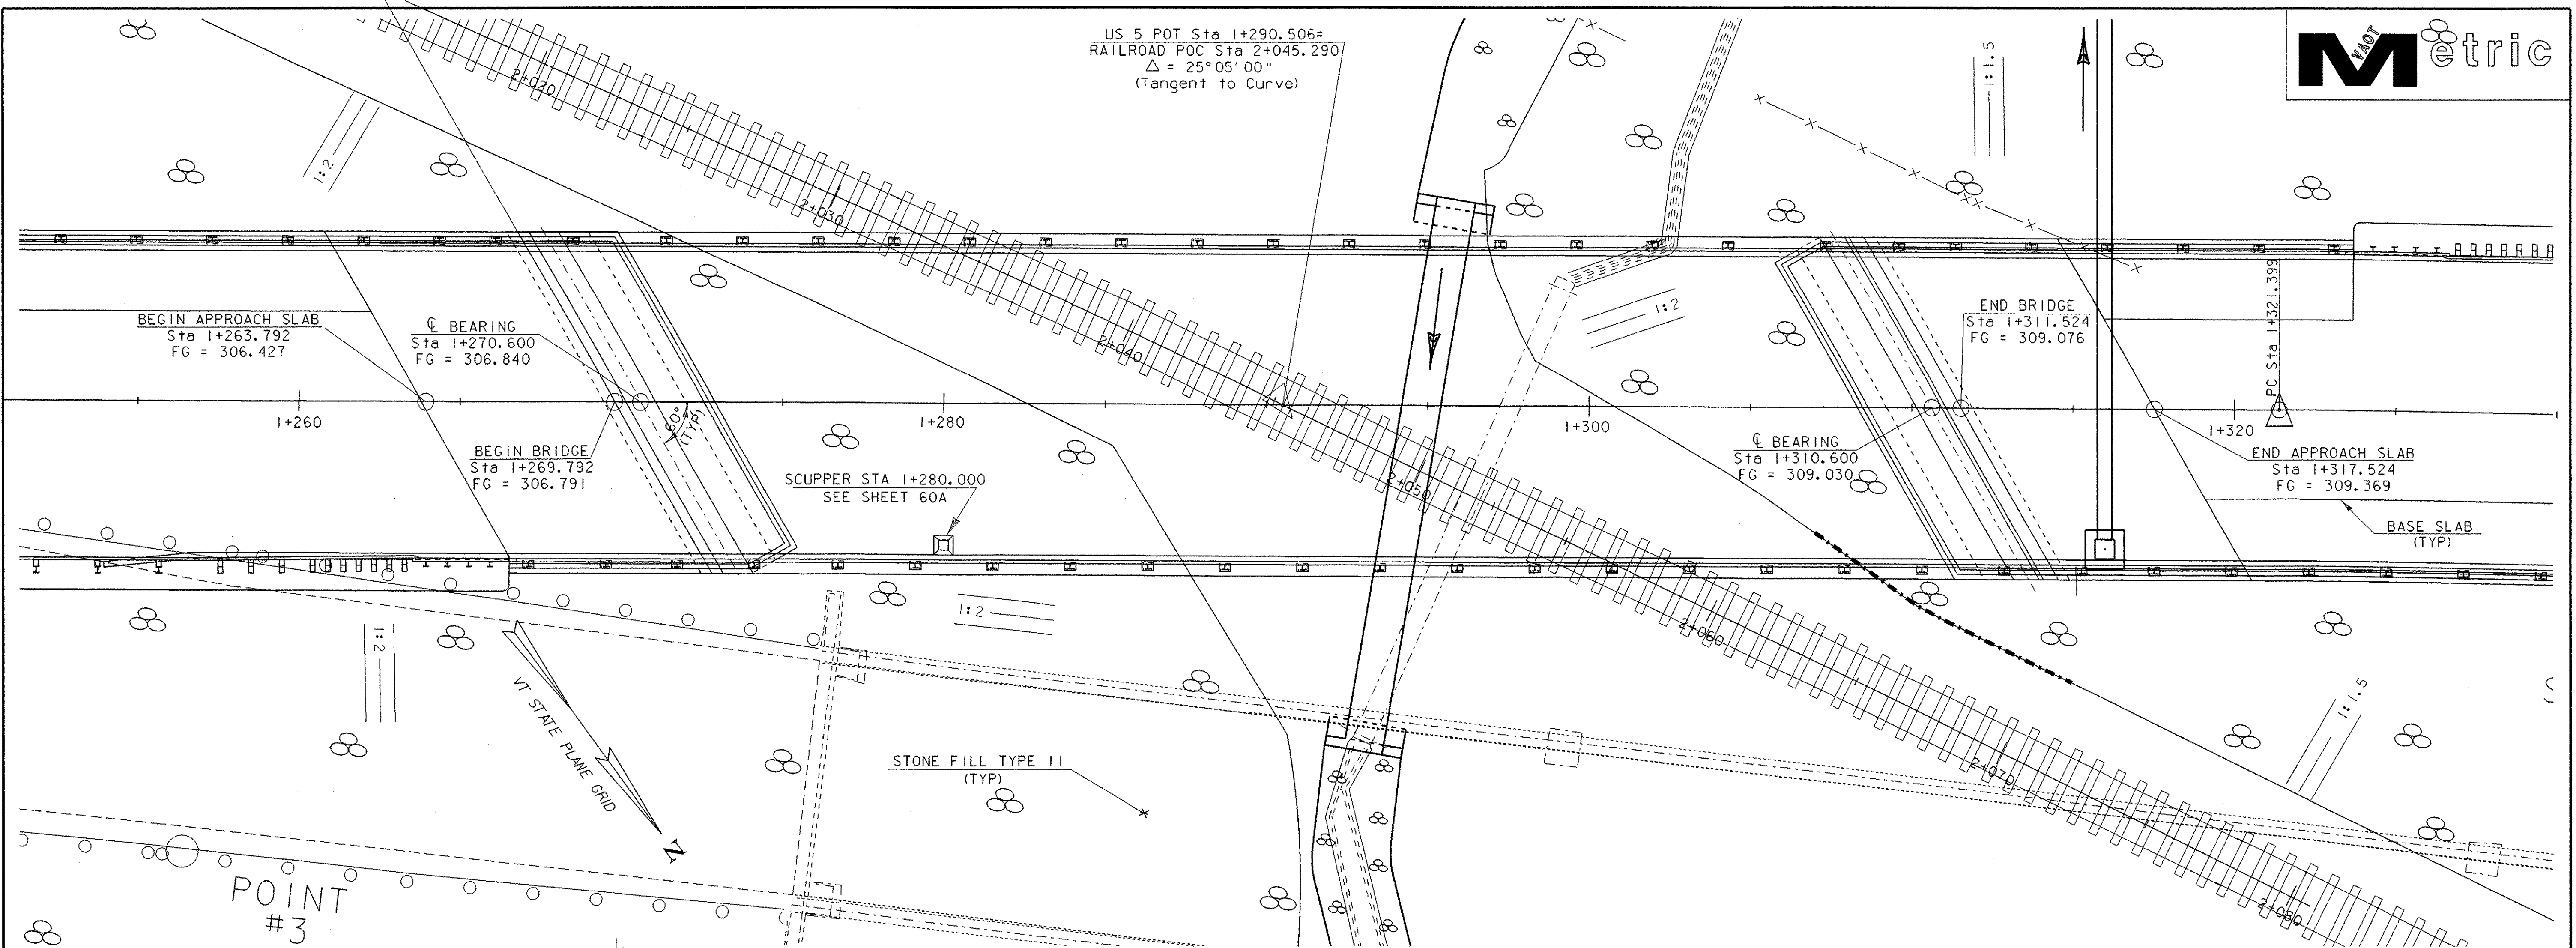 US 5 POT Sta 1+290.506=
RAILROAD POC Sta 2+045.290
△ = 25°05'00"
(Tangent to Curve)
VAOT
Metric
1:1.5
2+020
1:2
2+030
BEGIN APPROACH SLAB
Sta 1+263.792
FG = 306.427
℄ BEARING
Sta 1+270.600
FG = 306.840
2+040
1:2
END BRIDGE
Sta 1+311.524
FG = 309.076
PC Sta 1+321.399
1+260
60°
(TYP)
1+280
1+300
1+320
BEGIN BRIDGE
Sta 1+269.792
FG = 306.791
SCUPPER STA 1+280.000
SEE SHEET 60A
2+050
℄ BEARING
Sta 1+310.600
FG = 309.030
END APPROACH SLAB
Sta 1+317.524
FG = 309.369
BASE SLAB
(TYP)
1:2
1:2
2+060
VT STATE PLANE GRID
N
STONE FILL TYPE II
(TYP)
2+070
1:1.5
POINT
#3
2+080